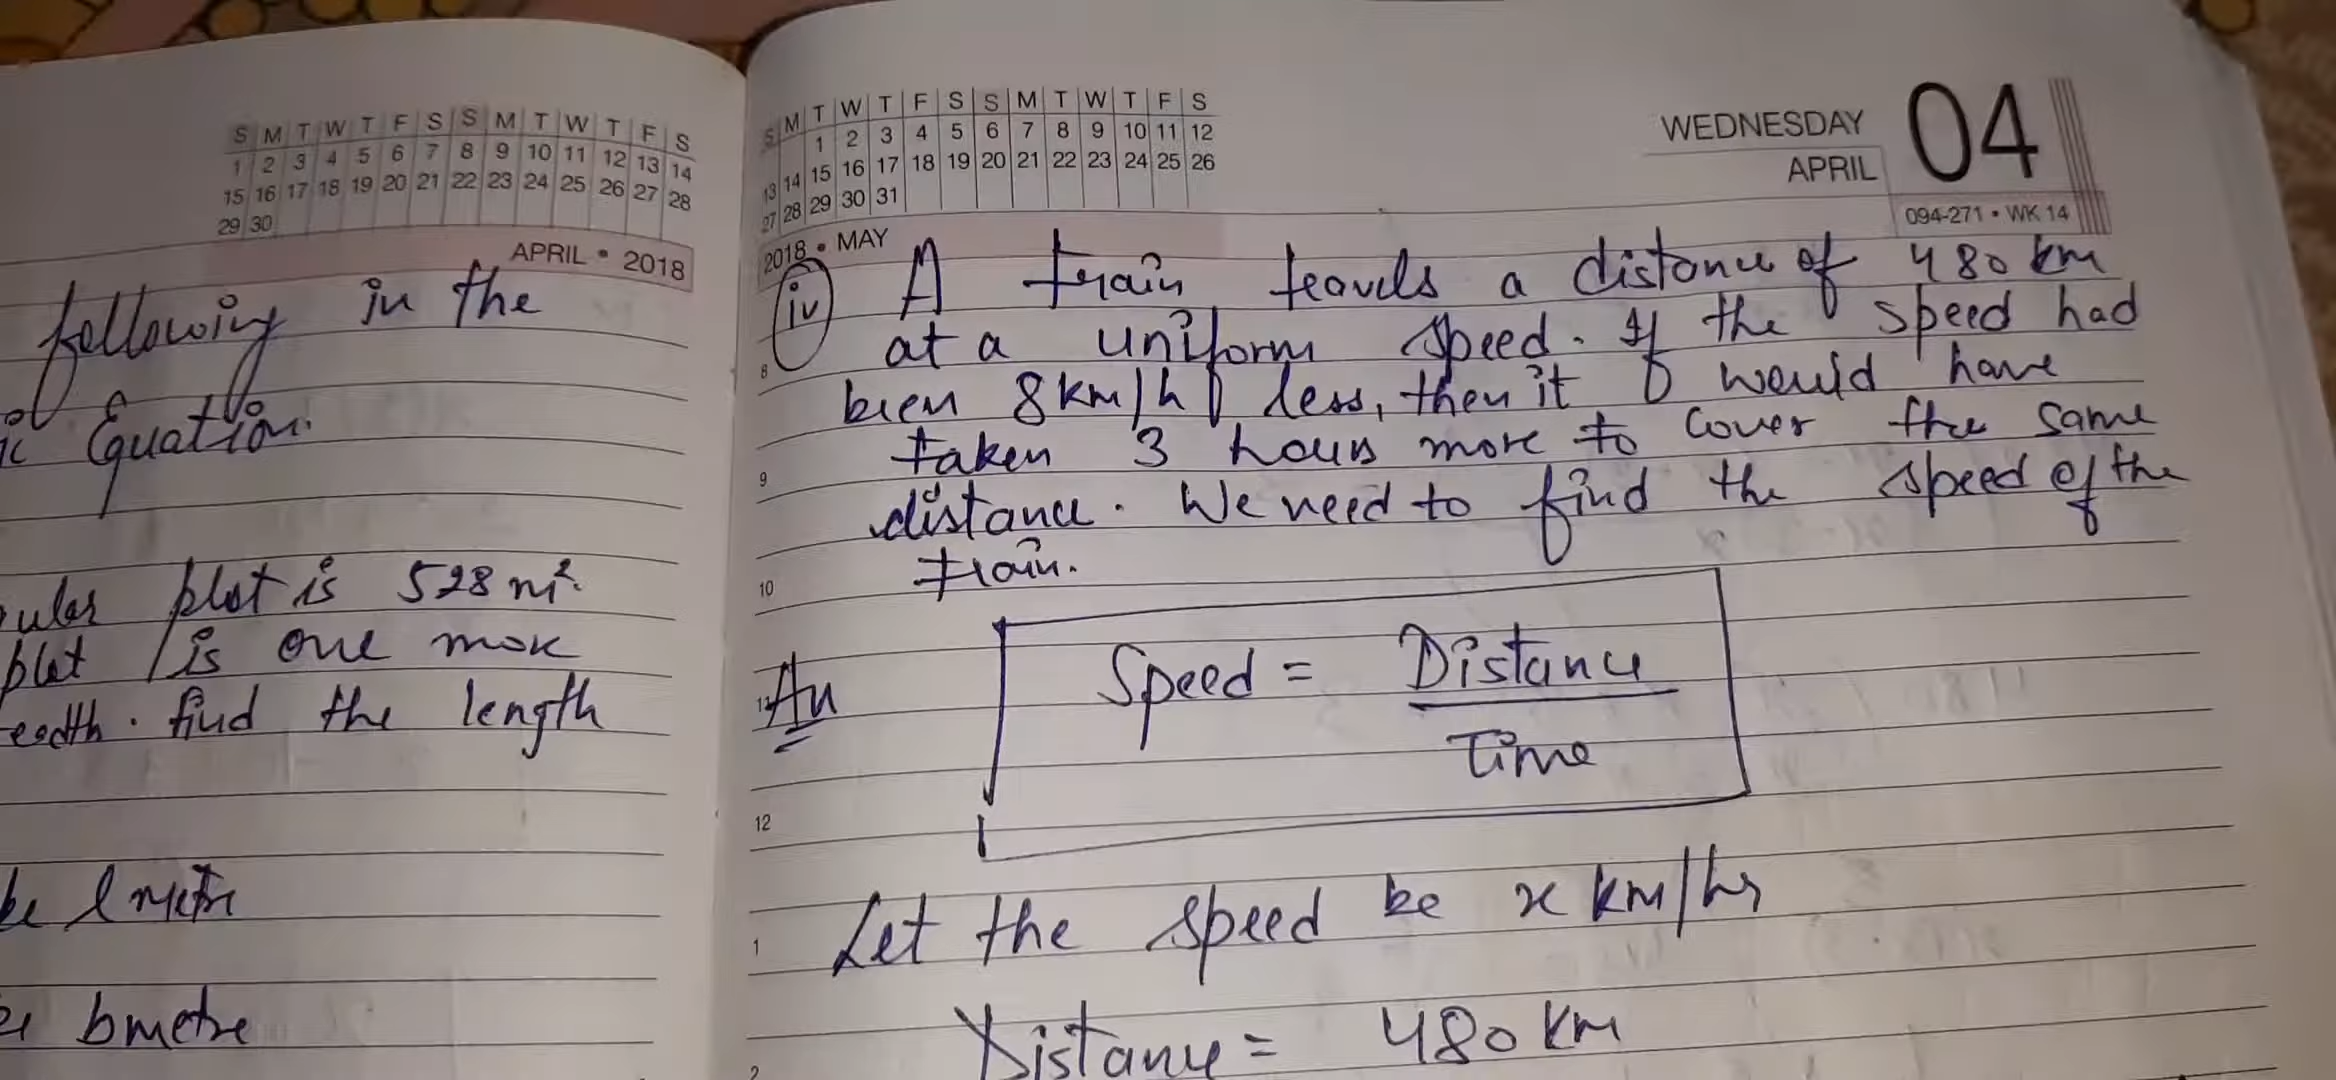 S M T W T F S S M T W T F S
1 2 3 4 5 6 7 8 9 10 11 12 13 14
15 16 17 18 19 20 21 22 23 24 25 26 27 28
29 30
APRIL • 2018
following in the
ic Equation.
ular plot is 528 m².
plot is one more
eadth. find the length
be l metre
be b metre
S M T W T F S S M T W T F S
1 2 3 4 5 6 7 8 9 10 11 12
13 14 15 16 17 18 19 20 21 22 23 24 25 26
27 28 29 30 31
2018 • MAY
WEDNESDAY
APRIL
04
094-271 • WK 14
(iv) A train travels a distance of 480 km
at a uniform speed. If the speed had
8
been 8 km/h less, then it would have
taken 3 hours more to cover the same
9
distance. We need to find the speed of the
train.
10
Speed = Distance
Time
11
12
Let the speed be x km/hr
1
Distance = 480 km
2